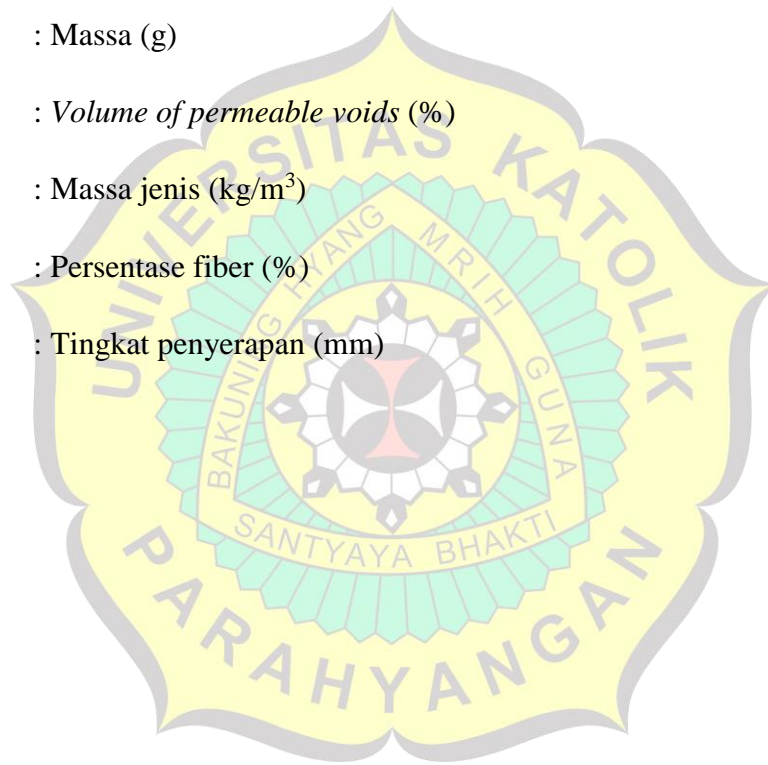 : Massa (g)
: Volume of permeable voids (%)
: Massa jenis (kg/m³)
: Persentase fiber (%)
: Tingkat penyerapan (mm)
UNIVERSITAS KATOLIK
PARAHYANGAN
BAKUNING HYANG MRIH GUNA
SANTYAYA BHAKTI